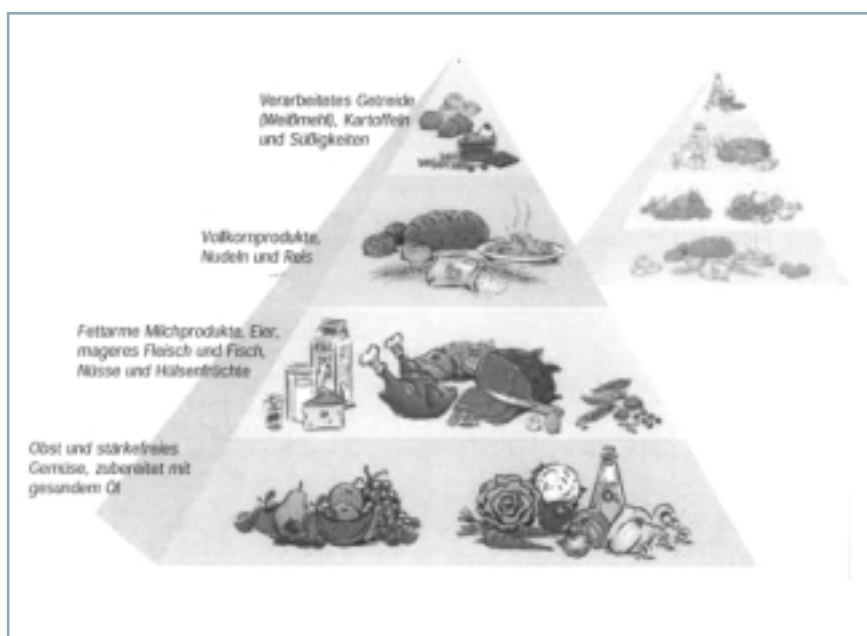 Verarbeitetes Getreide
(Weißmehl), Kartoffeln
und Süßigkeiten
Vollkornprodukte,
Nudeln und Reis
Fettarme Milchprodukte, Eier,
mageres Fleisch und Fisch,
Nüsse und Hülsenfrüchte
Obst und stärkefreies
Gemüse, zubereitet mit
gesundem Öl